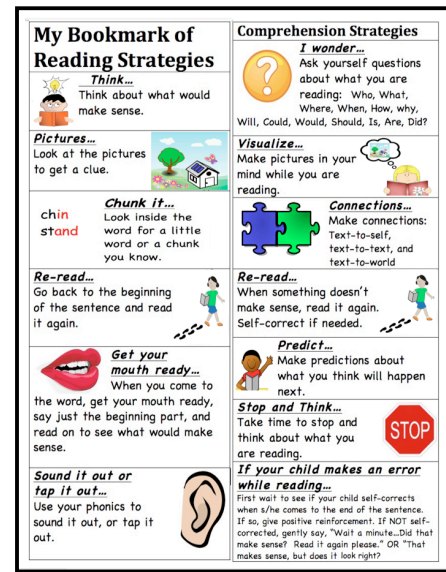 My Bookmark of
Reading Strategies
Think...
Think about what would
make sense.
Pictures...
Look at the pictures
to get a clue.
chin
stand
Chunk it...
Look inside the
word for a little
word or a chunk
you know.
Re-read...
Go back to the beginning
of the sentence and read
it again.
Get your
mouth ready...
When you come to
the word, get your mouth ready,
say just the beginning part, and
read on to see what would make
sense.
Sound it out or
tap it out...
Use your phonics to
sound it out, or tap it
out.
Comprehension Strategies
I wonder...
Ask yourself questions
about what you are
reading: Who, What,
Where, When, How, why,
Will, Could, Would, Should, Is, Are, Did?
Visualize...
Make pictures in your
mind while you are
reading.
Connections...
Make connections:
Text-to-self,
text-to-text, and
text-to-world
Re-read...
When something doesn't
make sense, read it again.
Self-correct if needed.
Predict...
Make predictions about
what you think will happen
next.
Stop and Think...
Take time to stop and
think about what you
are reading.
STOP
If your child makes an error
while reading...
First wait to see if your child self-corrects
when s/he comes to the end of the sentence.
If so, give positive reinforcement. If NOT self-
corrected, gently say, "Wait a minute...Did that
make sense? Read it again please." OR "That
makes sense, but does it look right?